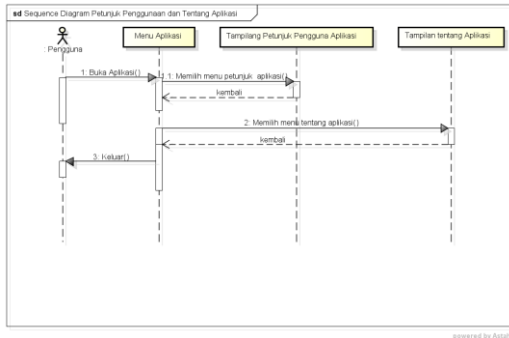 sd Sequence Diagram Petunjuk Penggunaan dan Tentang Aplikasi
: Pengguna
Menu Aplikasi
Tampilang Petunjuk Pengguna Aplikasi
Tampilan tentang Aplikasi
1: Buka Aplikasi()
1.1: Memilih menu petunjuk aplikasi()
kembali
2: Memilih menu tentang aplikasi()
kembali
3: Keluar()
powered by Astah